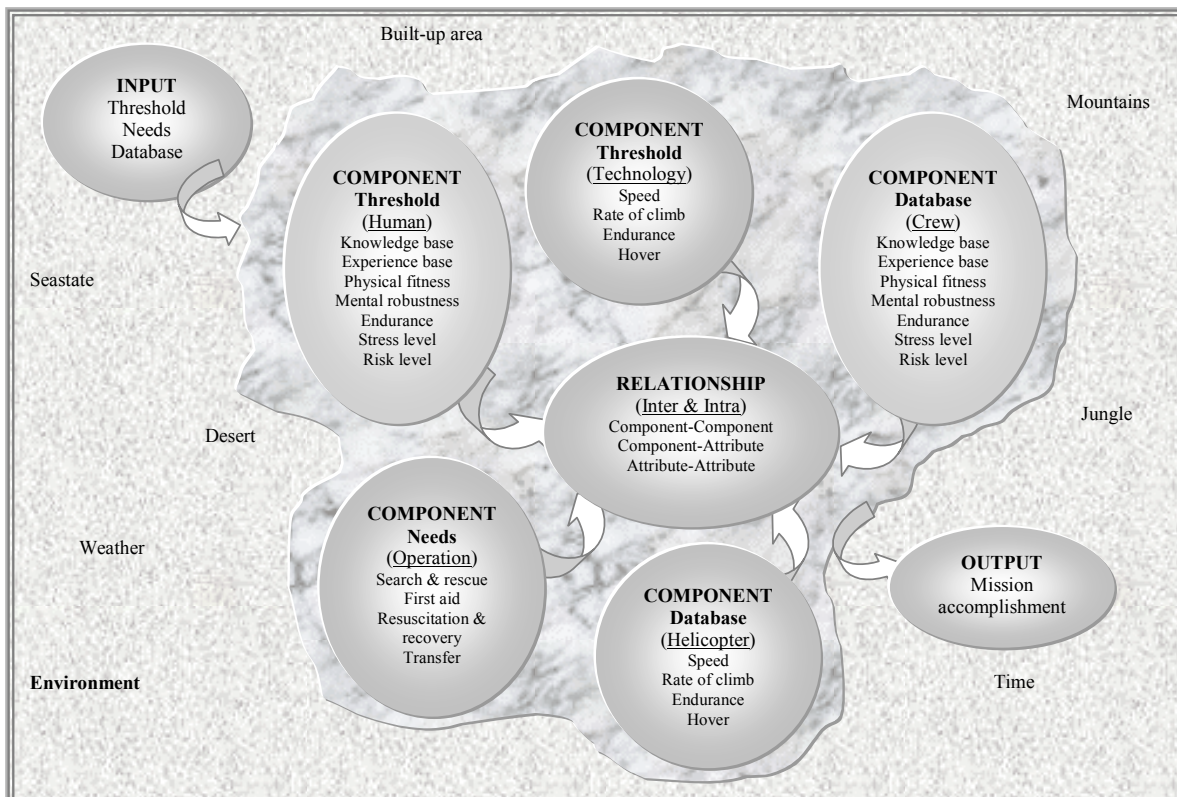 Built-up area
INPUT
Threshold
Needs
Database
Mountains
COMPONENT
Threshold
(Technology)
Speed
Rate of climb
Endurance
Hover
COMPONENT
Threshold
(Human)
Knowledge base
Experience base
Physical fitness
Mental robustness
Endurance
Stress level
Risk level
COMPONENT
Database
(Crew)
Knowledge base
Experience base
Physical fitness
Mental robustness
Endurance
Stress level
Risk level
Seastate
RELATIONSHIP
(Inter & Intra)
Component-Component
Component-Attribute
Attribute-Attribute
Desert
Jungle
COMPONENT
Needs
(Operation)
Search & rescue
First aid
Resuscitation &
recovery
Transfer
Weather
OUTPUT
Mission
accomplishment
COMPONENT
Database
(Helicopter)
Speed
Rate of climb
Endurance
Hover
Environment
Time